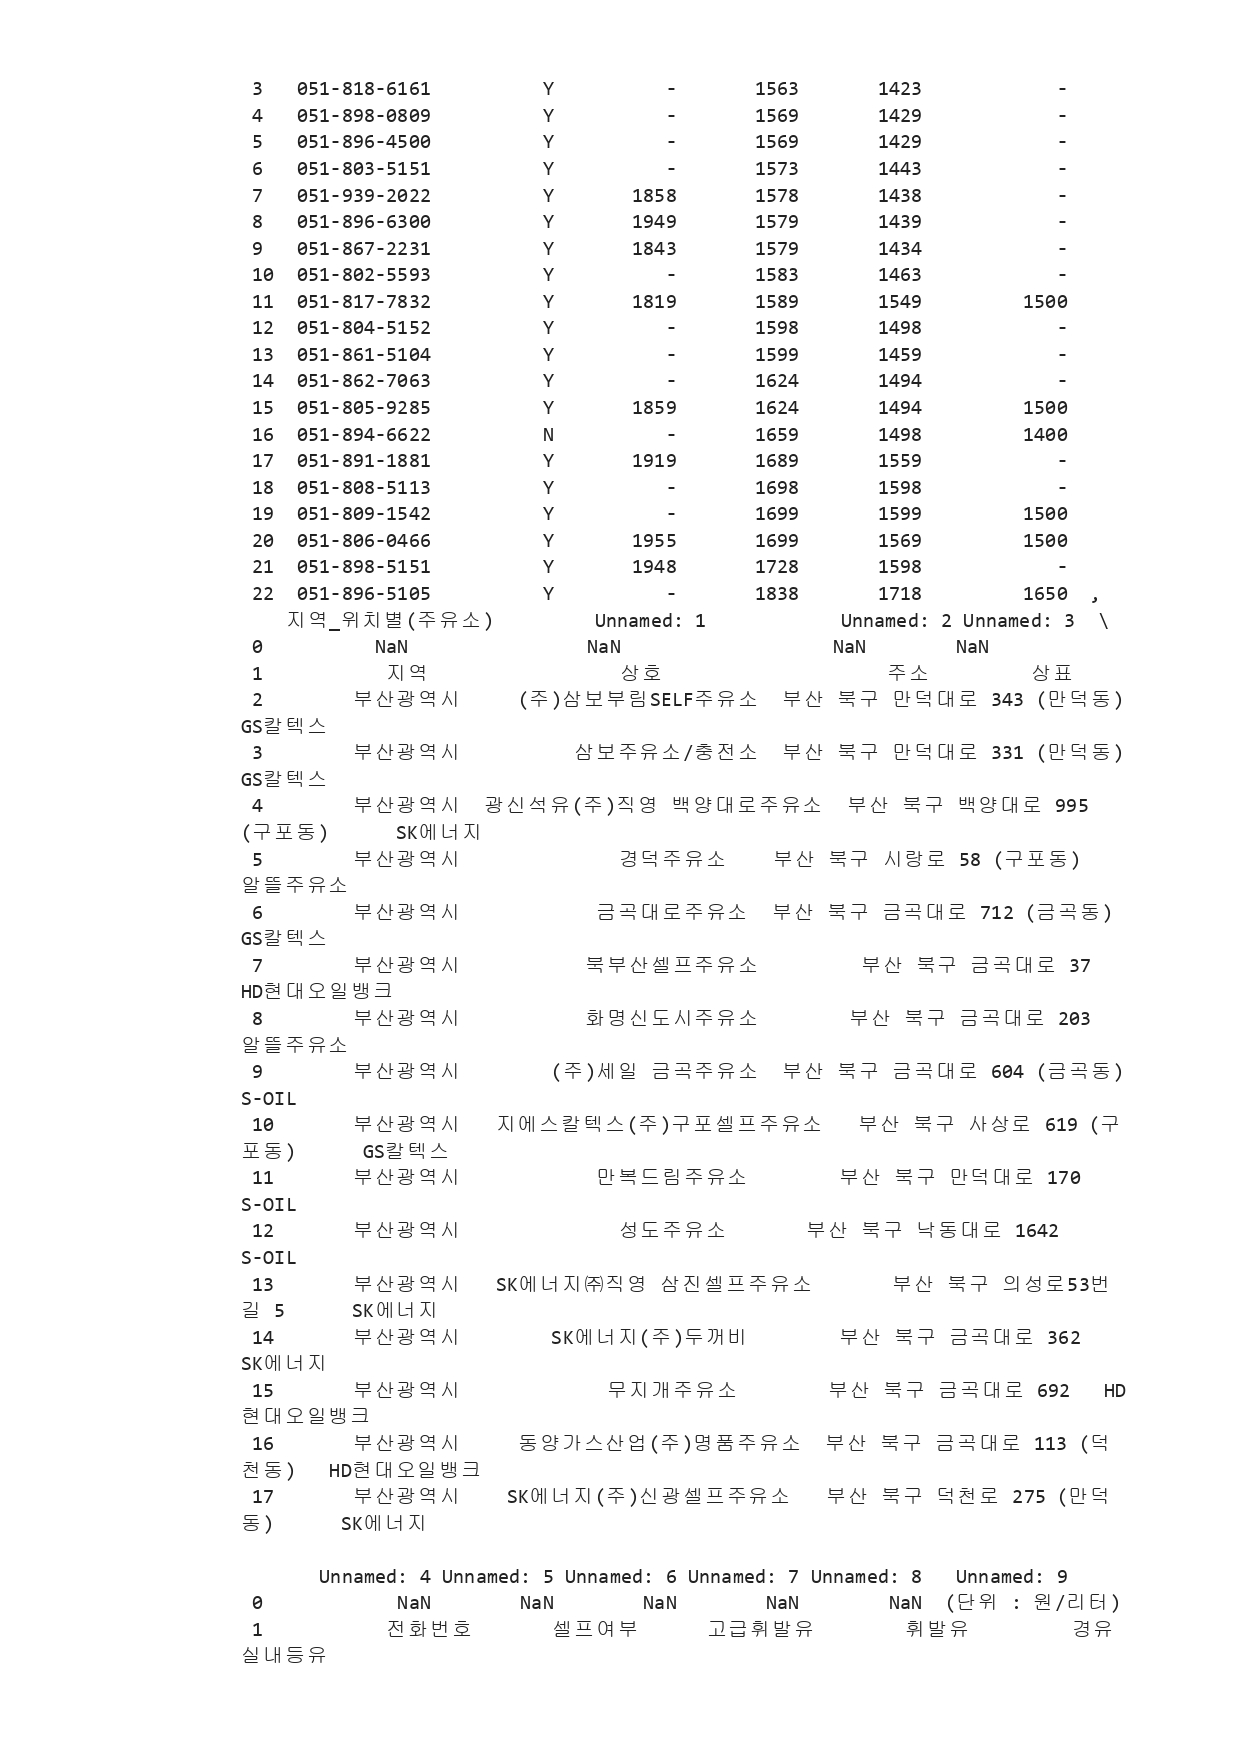 3 051-818-6161 Y - 1563 1423 -
4 051-898-0809 Y - 1569 1429 -
5 051-896-4500 Y - 1569 1429 -
6 051-803-5151 Y - 1573 1443 -
7 051-939-2022 Y 1858 1578 1438 -
8 051-896-6300 Y 1949 1579 1439 -
9 051-867-2231 Y 1843 1579 1434 -
10 051-802-5593 Y - 1583 1463 -
11 051-817-7832 Y 1819 1589 1549 1500
12 051-804-5152 Y - 1598 1498 -
13 051-861-5104 Y - 1599 1459 -
14 051-862-7063 Y - 1624 1494 -
15 051-805-9285 Y 1859 1624 1494 1500
16 051-894-6622 N - 1659 1498 1400
17 051-891-1881 Y 1919 1689 1559 -
18 051-808-5113 Y - 1698 1598 -
19 051-809-1542 Y - 1699 1599 1500
20 051-806-0466 Y 1955 1699 1569 1500
21 051-898-5151 Y 1948 1728 1598 -
22 051-896-5105 Y - 1838 1718 1650 ,
지역_위치별(주유소) Unnamed: 1 Unnamed: 2 Unnamed: 3 \
0 NaN NaN NaN NaN
1 지역 상호 주소 상표
2 부산광역시 (주)삼보부림SELF주유소 부산 북구 만덕대로 343 (만덕동)
GS칼텍스
3 부산광역시 삼보주유소/충전소 부산 북구 만덕대로 331 (만덕동)
GS칼텍스
4 부산광역시 광신석유(주)직영 백양대로주유소 부산 북구 백양대로 995
(구포동) SK에너지
5 부산광역시 경덕주유소 부산 북구 시랑로 58 (구포동)
알뜰주유소
6 부산광역시 금곡대로주유소 부산 북구 금곡대로 712 (금곡동)
GS칼텍스
7 부산광역시 북부산셀프주유소 부산 북구 금곡대로 37
HD현대오일뱅크
8 부산광역시 화명신도시주유소 부산 북구 금곡대로 203
알뜰주유소
9 부산광역시 (주)세일 금곡주유소 부산 북구 금곡대로 604 (금곡동)
S-OIL
10 부산광역시 지에스칼텍스(주)구포셀프주유소 부산 북구 사상로 619 (구
포동) GS칼텍스
11 부산광역시 만복드림주유소 부산 북구 만덕대로 170
S-OIL
12 부산광역시 성도주유소 부산 북구 낙동대로 1642
S-OIL
13 부산광역시 SK에너지㈜직영 삼진셀프주유소 부산 북구 의성로53번
길 5 SK에너지
14 부산광역시 SK에너지(주)두꺼비 부산 북구 금곡대로 362
SK에너지
15 부산광역시 무지개주유소 부산 북구 금곡대로 692 HD
현대오일뱅크
16 부산광역시 동양가스산업(주)명품주유소 부산 북구 금곡대로 113 (덕
천동) HD현대오일뱅크
17 부산광역시 SK에너지(주)신광셀프주유소 부산 북구 덕천로 275 (만덕
동) SK에너지
Unnamed: 4 Unnamed: 5 Unnamed: 6 Unnamed: 7 Unnamed: 8 Unnamed: 9
0 NaN NaN NaN NaN NaN (단위 : 원/리터)
1 전화번호 셀프여부 고급휘발유 휘발유 경유
실내등유